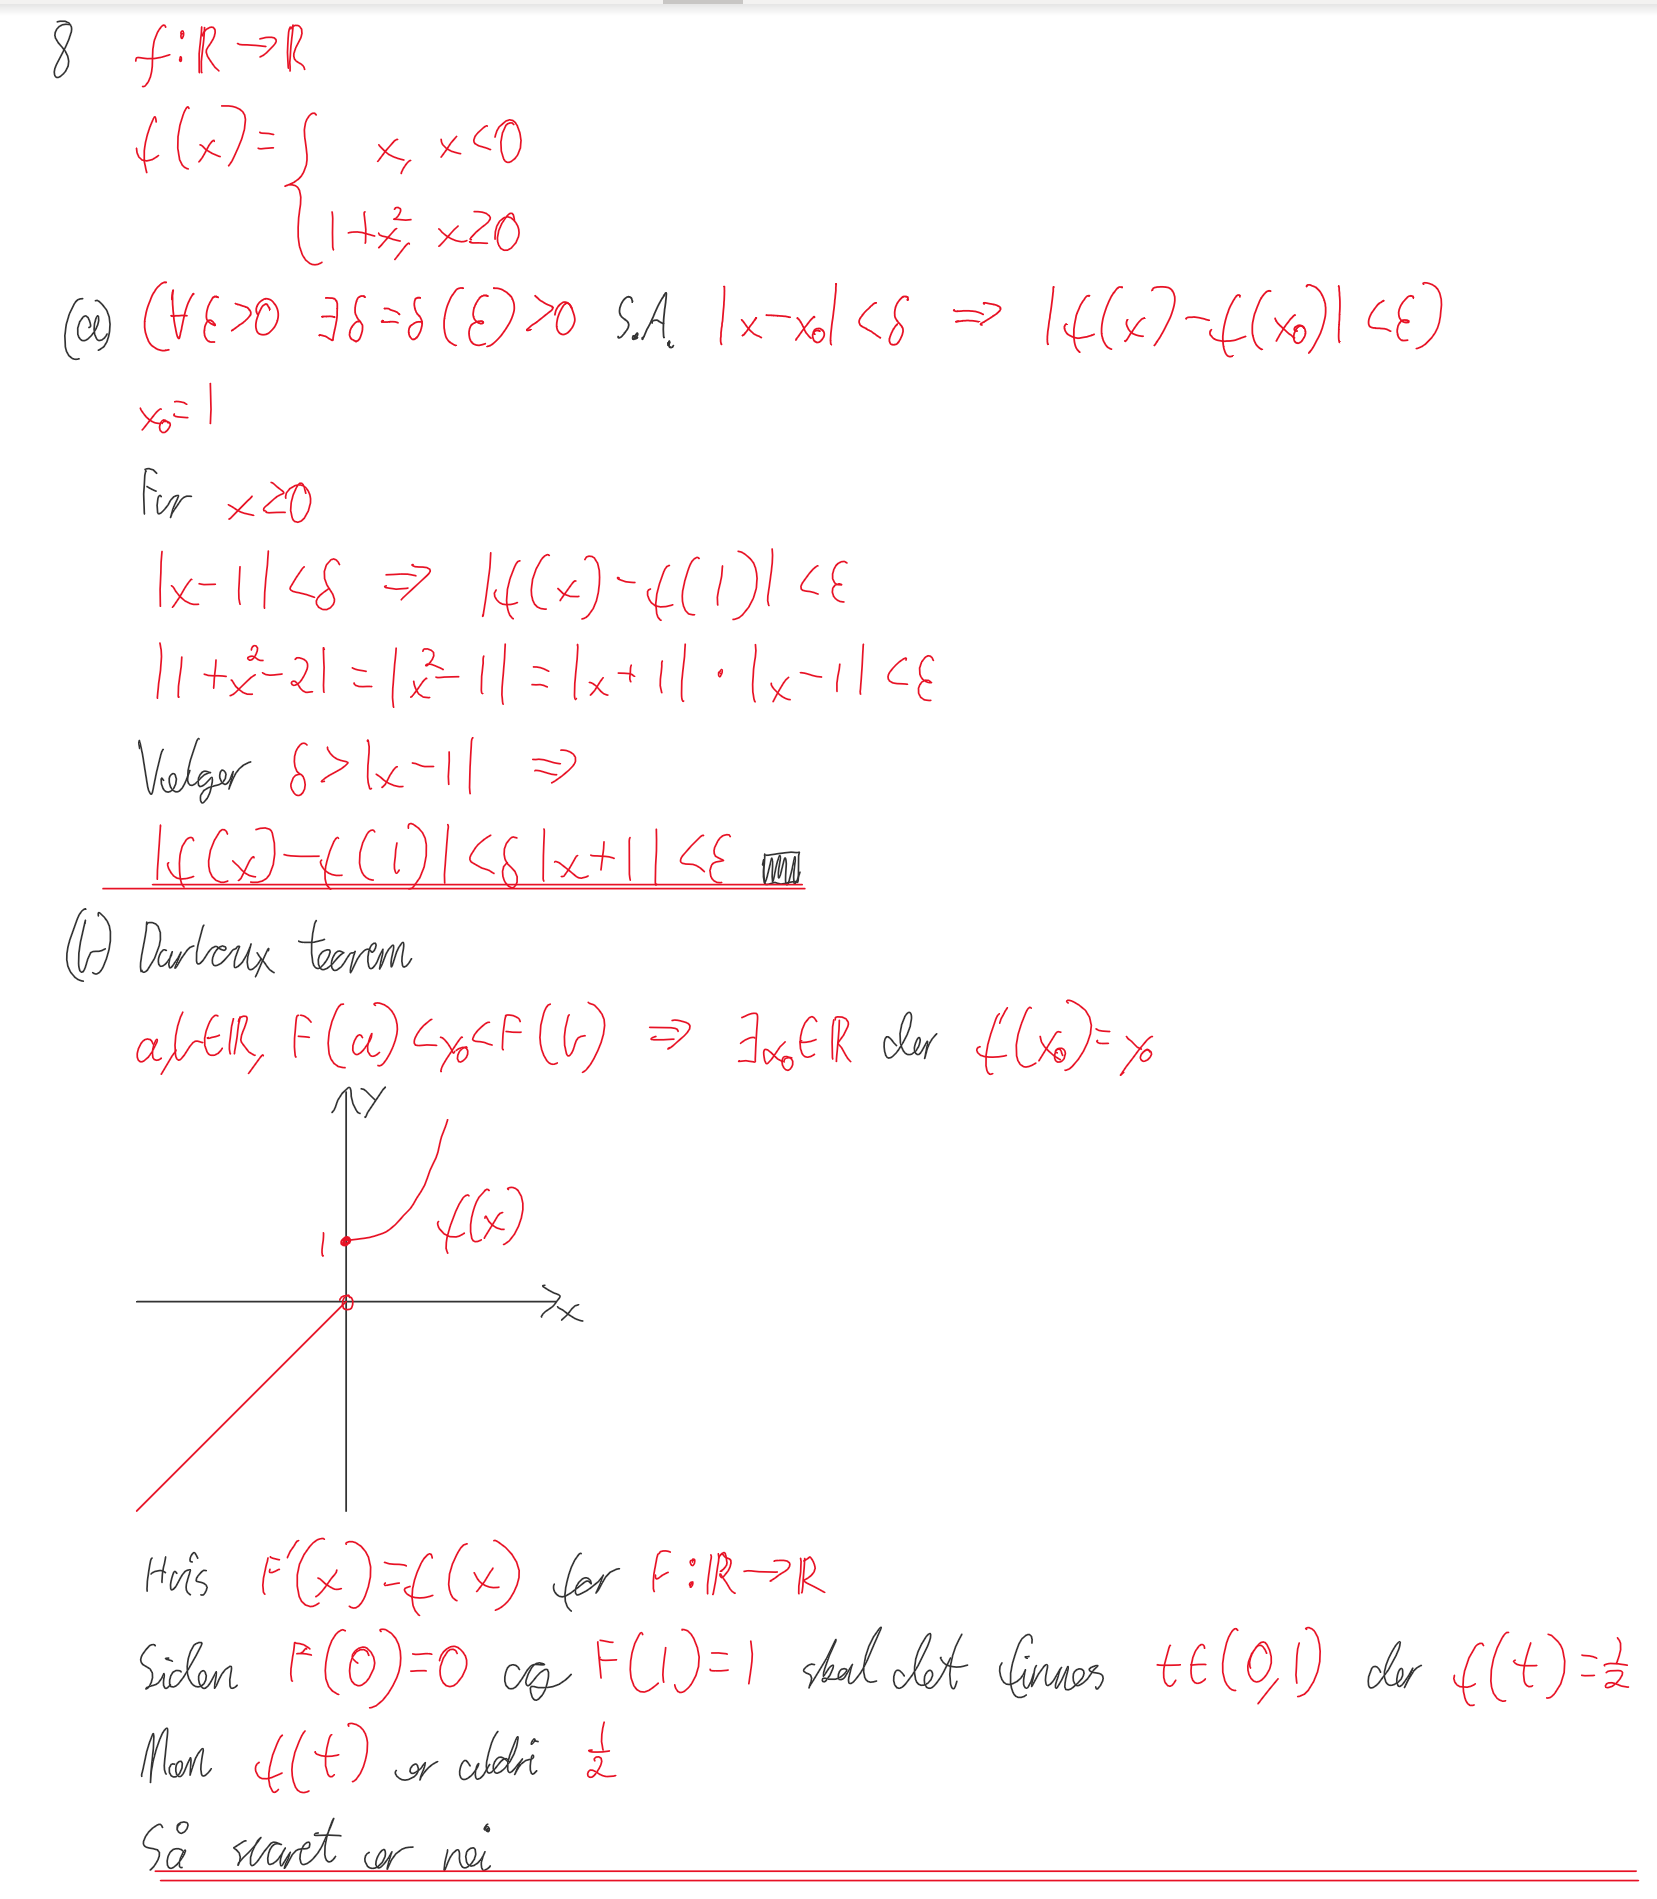 8 f:ℝ→ℝ
f(x)={ x, x<0
1+x², x≥0
(a) (∀ε>0 ∃δ=δ(ε)>0 S.A. |x-x₀|<δ ⇒ |f(x)-f(x₀)|<ε)
x₀=1
For x≥0
|x-1|<δ ⇒ |f(x)-f(1)|<ε
|1+x²-2|=|x²-1|=|x+1|·|x-1|<ε
Velger δ>|x-1| ⇒
|f(x)-f(1)|<δ|x+1|<ε
(b) Darboux teorem
a,b∈ℝ, F(a)<y₀<F(b) ⇒ ∃x₀∈ℝ der f(x₀)=y₀
y
1 f(x)
x
Hvis F'(x)=f(x) for F:ℝ→ℝ
Siden F(0)=0 og F(1)=1 skal det finnes t∈(0,1) der f(t)=½
Men f(t) er aldri ½
Så svaret er nei